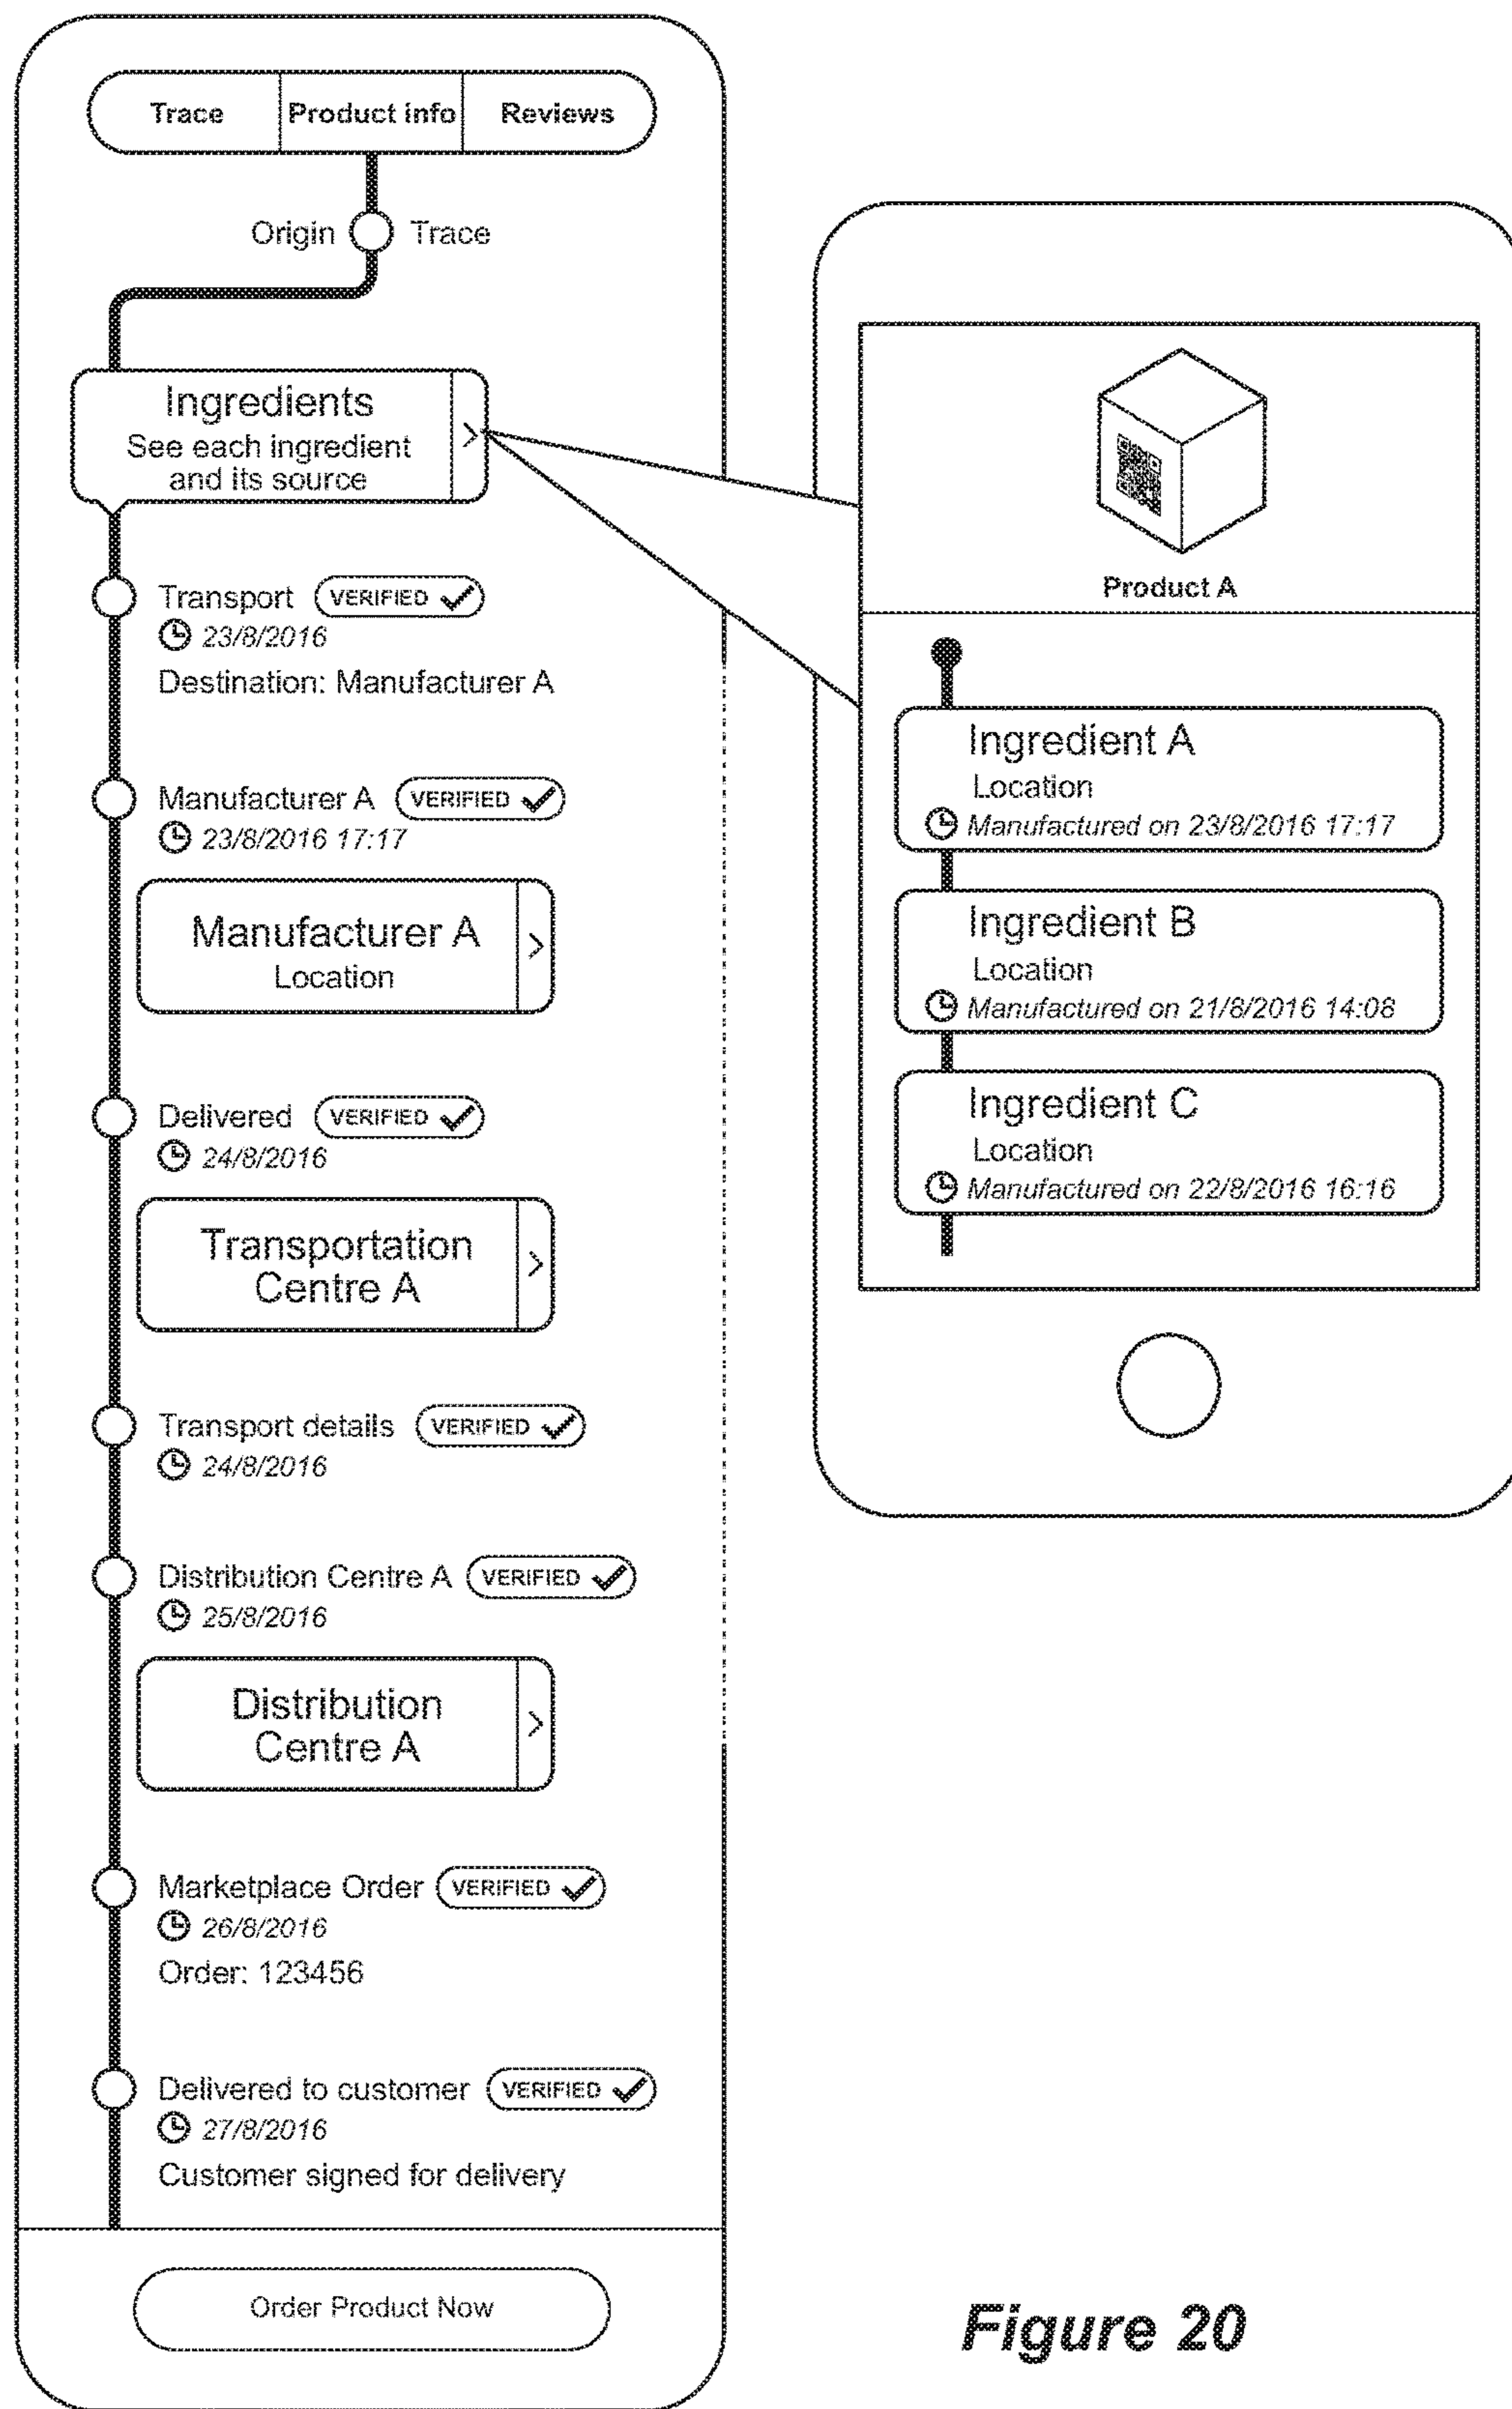 Trace
Product info
Reviews
Origin
Trace
Ingredients
See each ingredient
and its source
Transport VERIFIED
23/8/2016
Destination: Manufacturer A
Manufacturer A VERIFIED
23/8/2016 17:17
Manufacturer A
Location
Delivered VERIFIED
24/8/2016
Transportation
Centre A
Transport details VERIFIED
24/8/2016
Distribution Centre A VERIFIED
25/8/2016
Distribution
Centre A
Marketplace Order VERIFIED
26/8/2016
Order: 123456
Delivered to customer VERIFIED
27/8/2016
Customer signed for delivery
Order Product Now
Product A
Ingredient A
Location
Manufactured on 23/8/2016 17:17
Ingredient B
Location
Manufactured on 21/8/2016 14:08
Ingredient C
Location
Manufactured on 22/8/2016 16:16
Figure 20